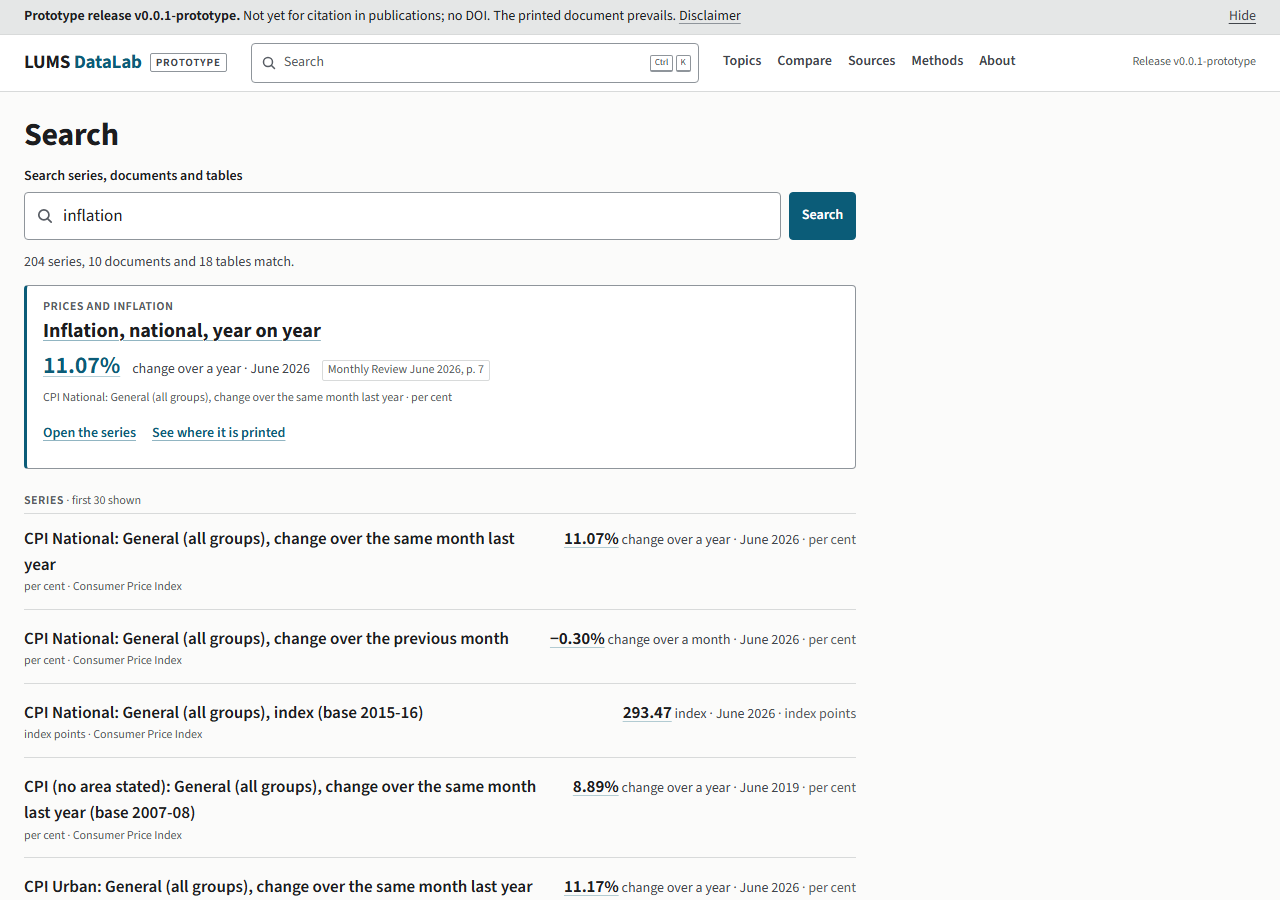 Prototype release v0.0.1-prototype. Not yet for citation in publications; no DOI. The printed document prevails. Disclaimer Hide
LUMS DataLab PROTOTYPE Search Ctrl K Topics Compare Sources Methods About Release v0.0.1-prototype
Search
Search series, documents and tables
inflation Search
204 series, 10 documents and 18 tables match.
PRICES AND INFLATION
Inflation, national, year on year
11.07% change over a year · June 2026 Monthly Review June 2026, p. 7
CPI National: General (all groups), change over the same month last year · per cent
Open the series See where it is printed
SERIES · first 30 shown
CPI National: General (all groups), change over the same month last 11.07% change over a year · June 2026 · per cent
year
per cent · Consumer Price Index
CPI National: General (all groups), change over the previous month −0.30% change over a month · June 2026 · per cent
per cent · Consumer Price Index
CPI National: General (all groups), index (base 2015-16) 293.47 index · June 2026 · index points
index points · Consumer Price Index
CPI (no area stated): General (all groups), change over the same month 8.89% change over a year · June 2019 · per cent
last year (base 2007-08)
per cent · Consumer Price Index
CPI Urban: General (all groups), change over the same month last year 11.17% change over a year · June 2026 · per cent